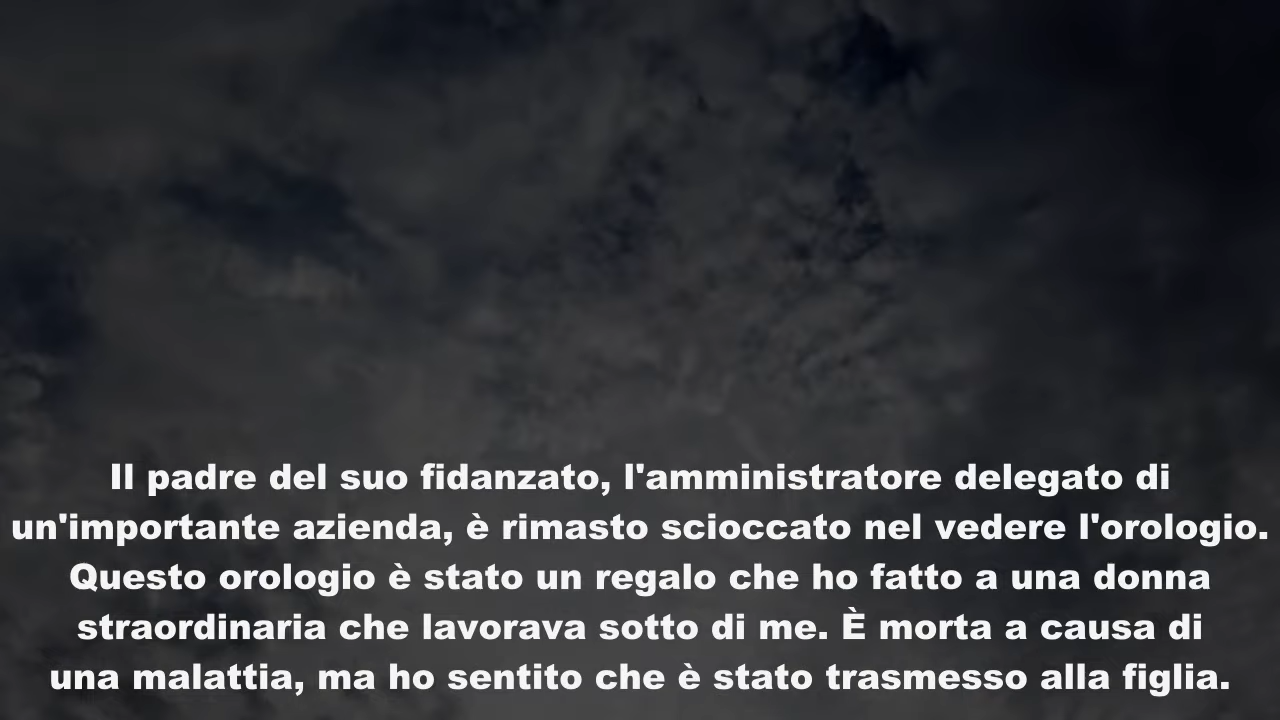 Il padre del suo fidanzato, l'amministratore delegato di
un'importante azienda, è rimasto scioccato nel vedere l'orologio.
Questo orologio è stato un regalo che ho fatto a una donna
straordinaria che lavorava sotto di me. È morta a causa di
una malattia, ma ho sentito che è stato trasmesso alla figlia.